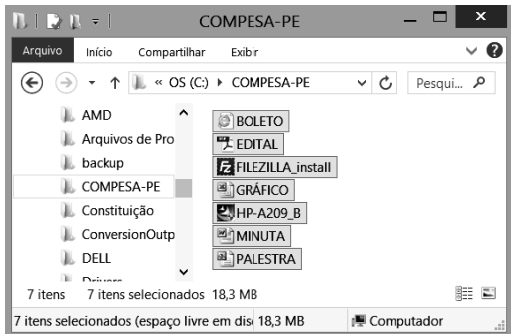 COMPESA-PE
Arquivo Início Compartilhar Exibir
« OS (C:) COMPESA-PE Pesqui...
AMD
Arquivos de Pro
backup
COMPESA-PE
Constituição
ConversionOutp
DELL
Drivers
BOLETO
EDITAL
FILEZILLA_install
GRÁFICO
HP-A209_B
MINUTA
PALESTRA
7 itens 7 itens selecionados 18,3 MB
7 itens selecionados (espaço livre em dis 18,3 MB Computador